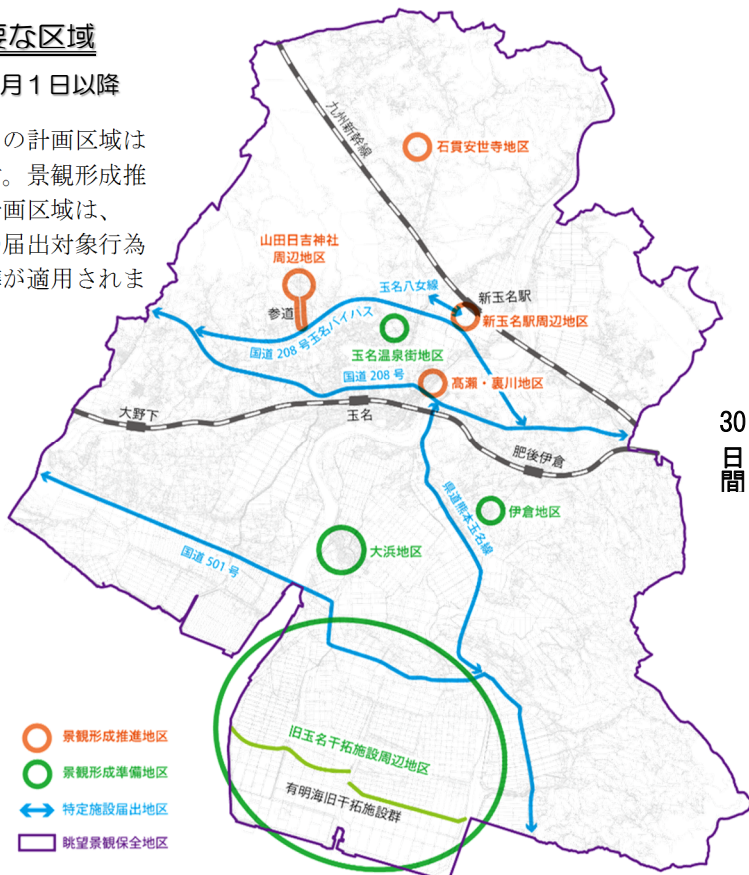 要な区域
月１日以降
の計画区域は
。景観形成推
画区域は、
届出対象行為
が適用されま
九州新幹線
石貫安世寺地区
山田日吉神社
周辺地区
参道
玉名八女線
新玉名駅
新玉名駅周辺地区
国道 208 号玉名バイパス
玉名温泉街地区
国道 208 号
高瀬・裏川地区
大野下
玉名
肥後伊倉
30
日
間
県道熊本玉名線
伊倉地区
大浜地区
国道 501 号
旧玉名干拓施設周辺地区
有明海旧干拓施設群
景観形成推進地区
景観形成準備地区
特定施設届出地区
眺望景観保全地区